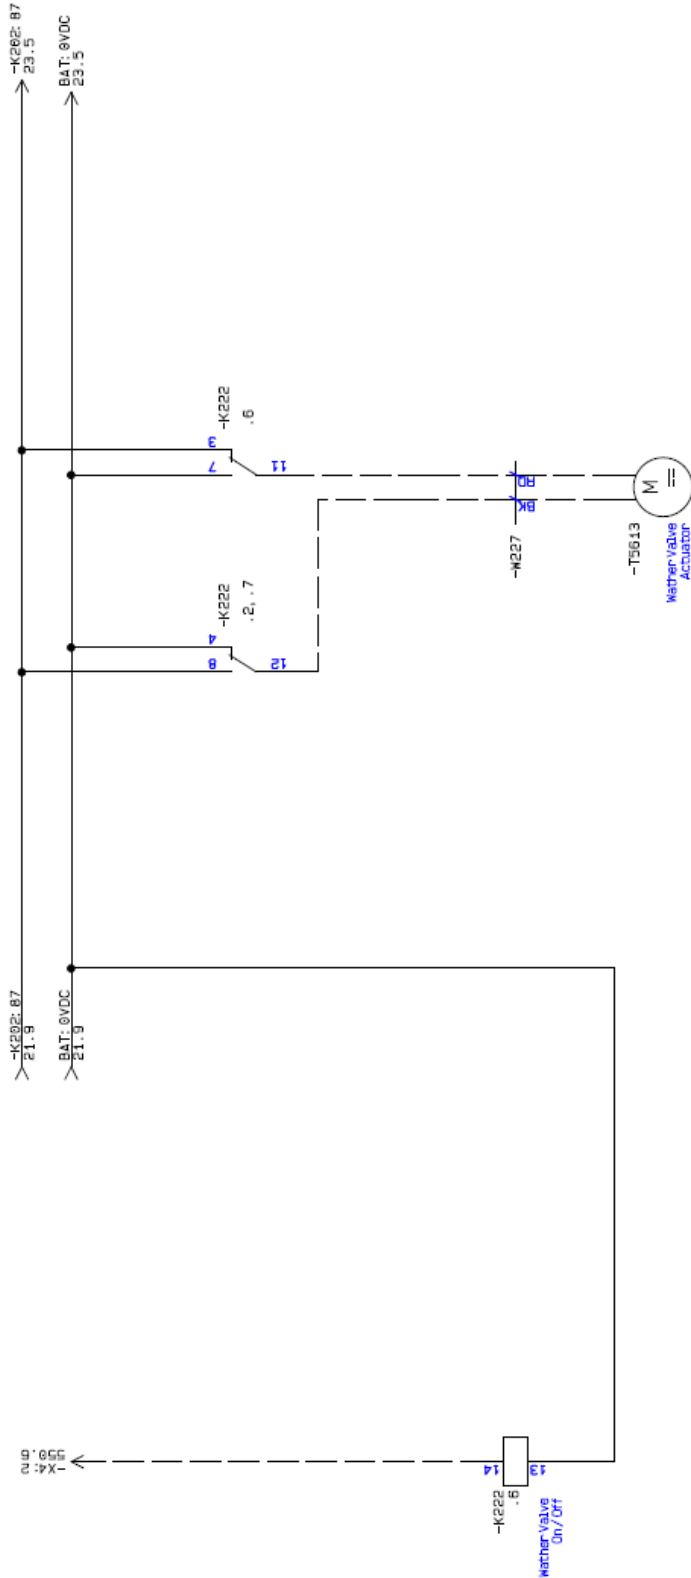 -K202:87
23.5
BAT:0VDC
23.5
-K222
.6
3
7
11
RD
BK
-W227
M
=
-T5613
WatherValve
Actuator
-K222
.2,.7
4
8
12
-K202:87
21.9
BAT:0VDC
21.9
-X4:2
550.6
14
13
-K222
.6
WatherValve
On/Off